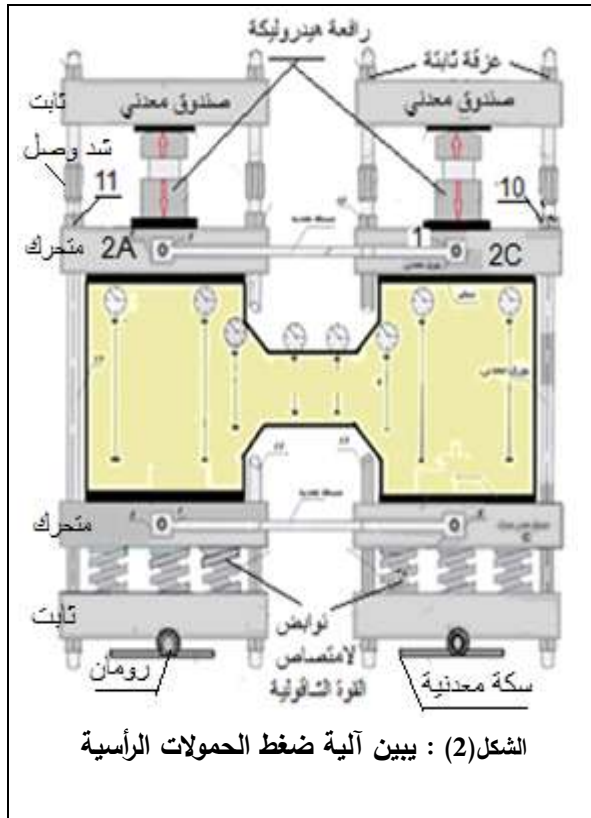 رافعة هيدروليكة
عزقة ثابتة
ثابت
صندوق معدني
صندوق معدني
شد وصل
11
10
متحرك
2A
1
2C
متحرك
ثابت
نوابض
لامتصاص
القوة الشاقولية
رومان
سكة معدنية
الشكل(2) : يبين آلية ضغط الحمولات الرأسية